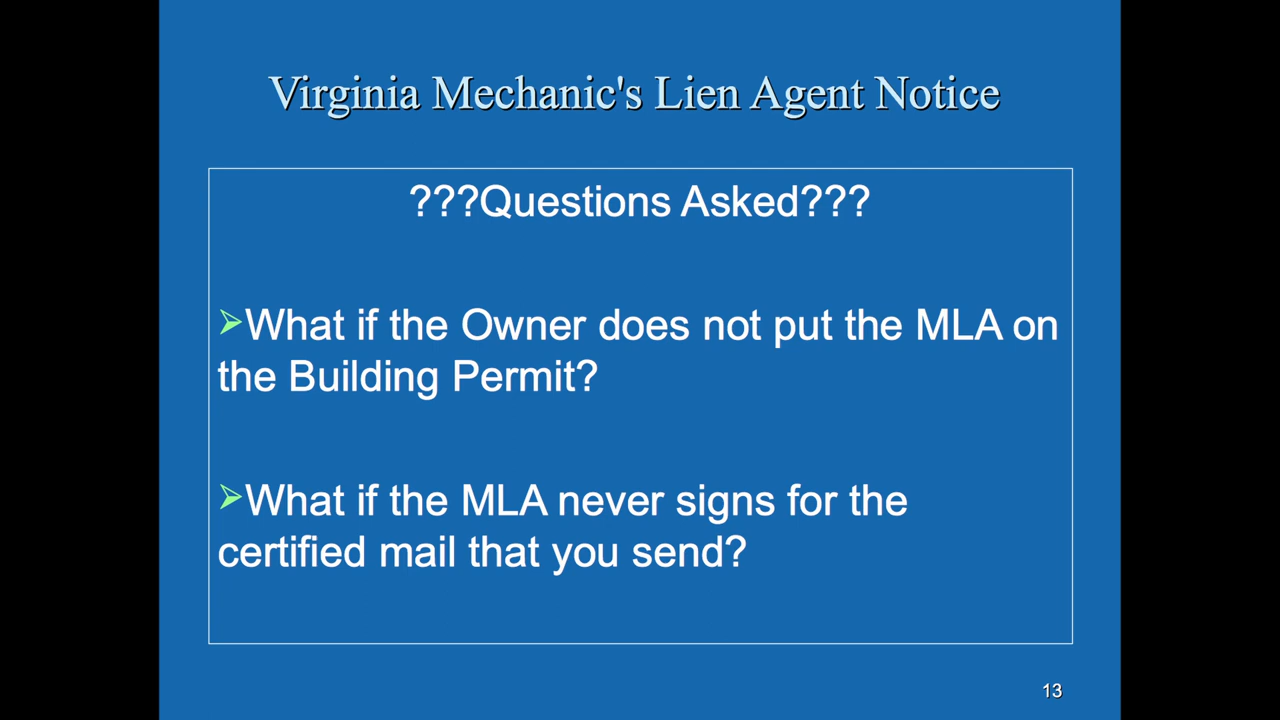 Virginia Mechanic's Lien Agent Notice
???Questions Asked???
➢What if the Owner does not put the MLA on
the Building Permit?
➢What if the MLA never signs for the
certified mail that you send?
13